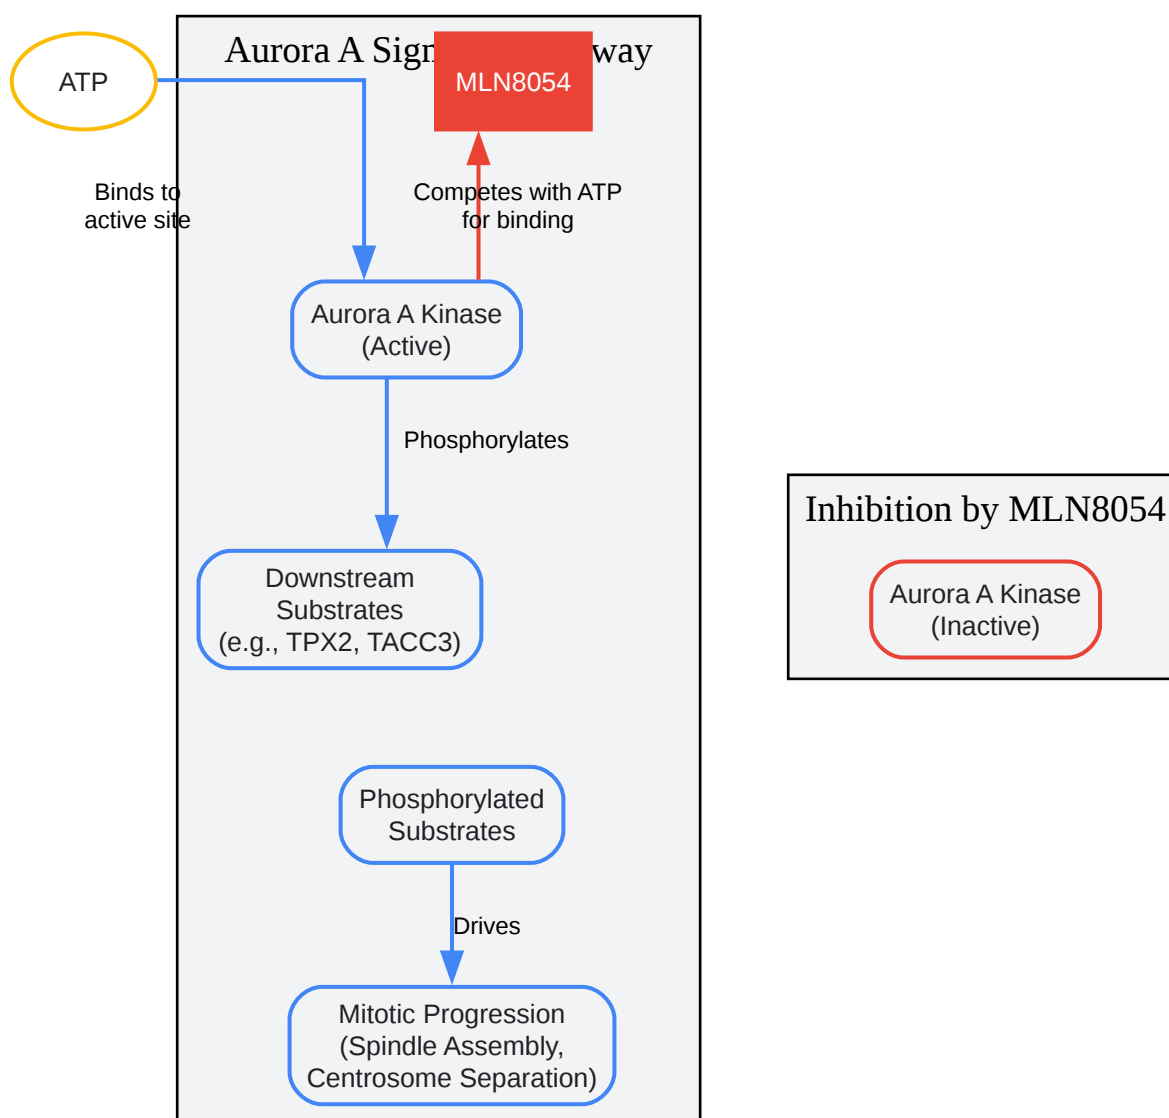 Aurora A Sign way
ATP
MLN8054
Binds to
active site
Competes with ATP
for binding
Aurora A Kinase
(Active)
Phosphorylates
Downstream
Substrates
(e.g., TPX2, TACC3)
Inhibition by MLN8054
Aurora A Kinase
(Inactive)
Phosphorylated
Substrates
Drives
Mitotic Progression
(Spindle Assembly,
Centrosome Separation)